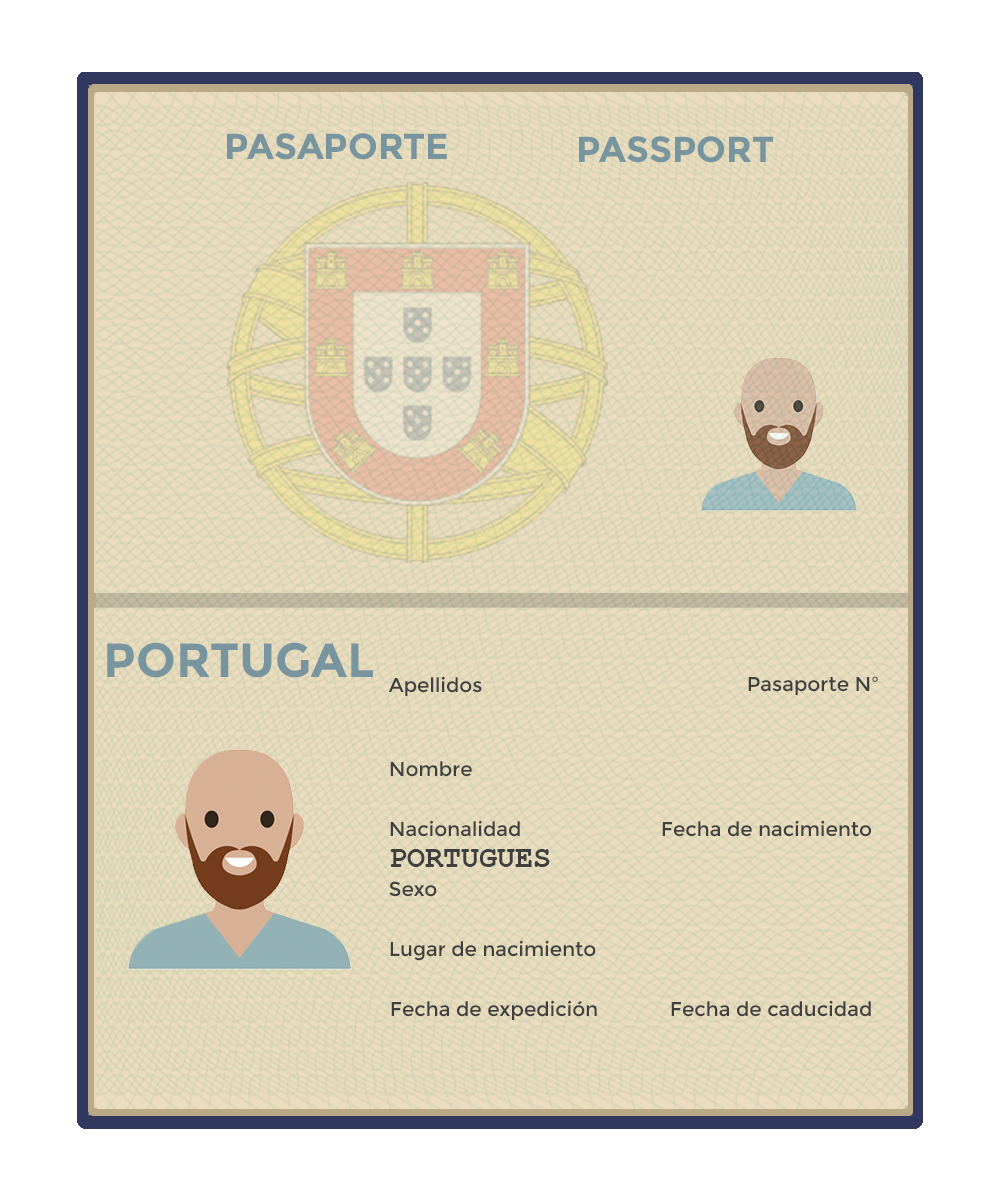 PASAPORTE PASSPORT
PORTUGAL
Apellidos Pasaporte N°
Nombre
Nacionalidad Fecha de nacimiento
PORTUGUES
Sexo
Lugar de nacimiento
Fecha de expedición Fecha de caducidad